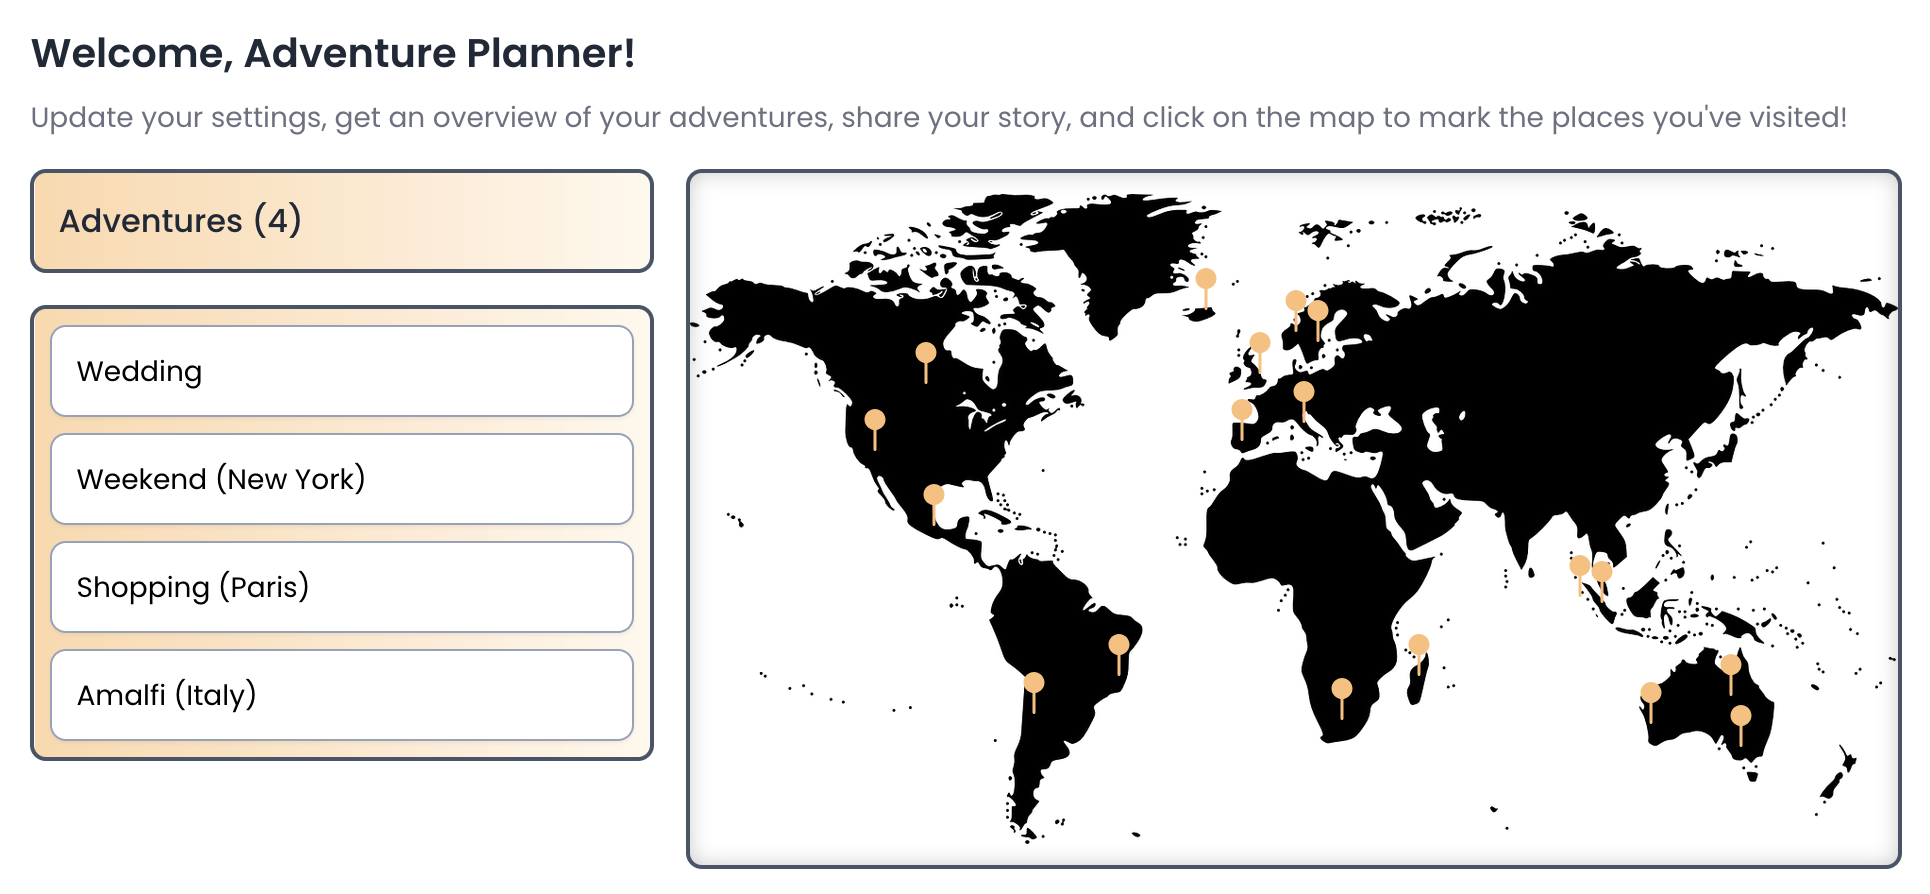 Welcome, Adventure Planner!
Update your settings, get an overview of your adventures, share your story, and click on the map to mark the places you've visited!
Adventures (4)
Wedding
Weekend (New York)
Shopping (Paris)
Amalfi (Italy)